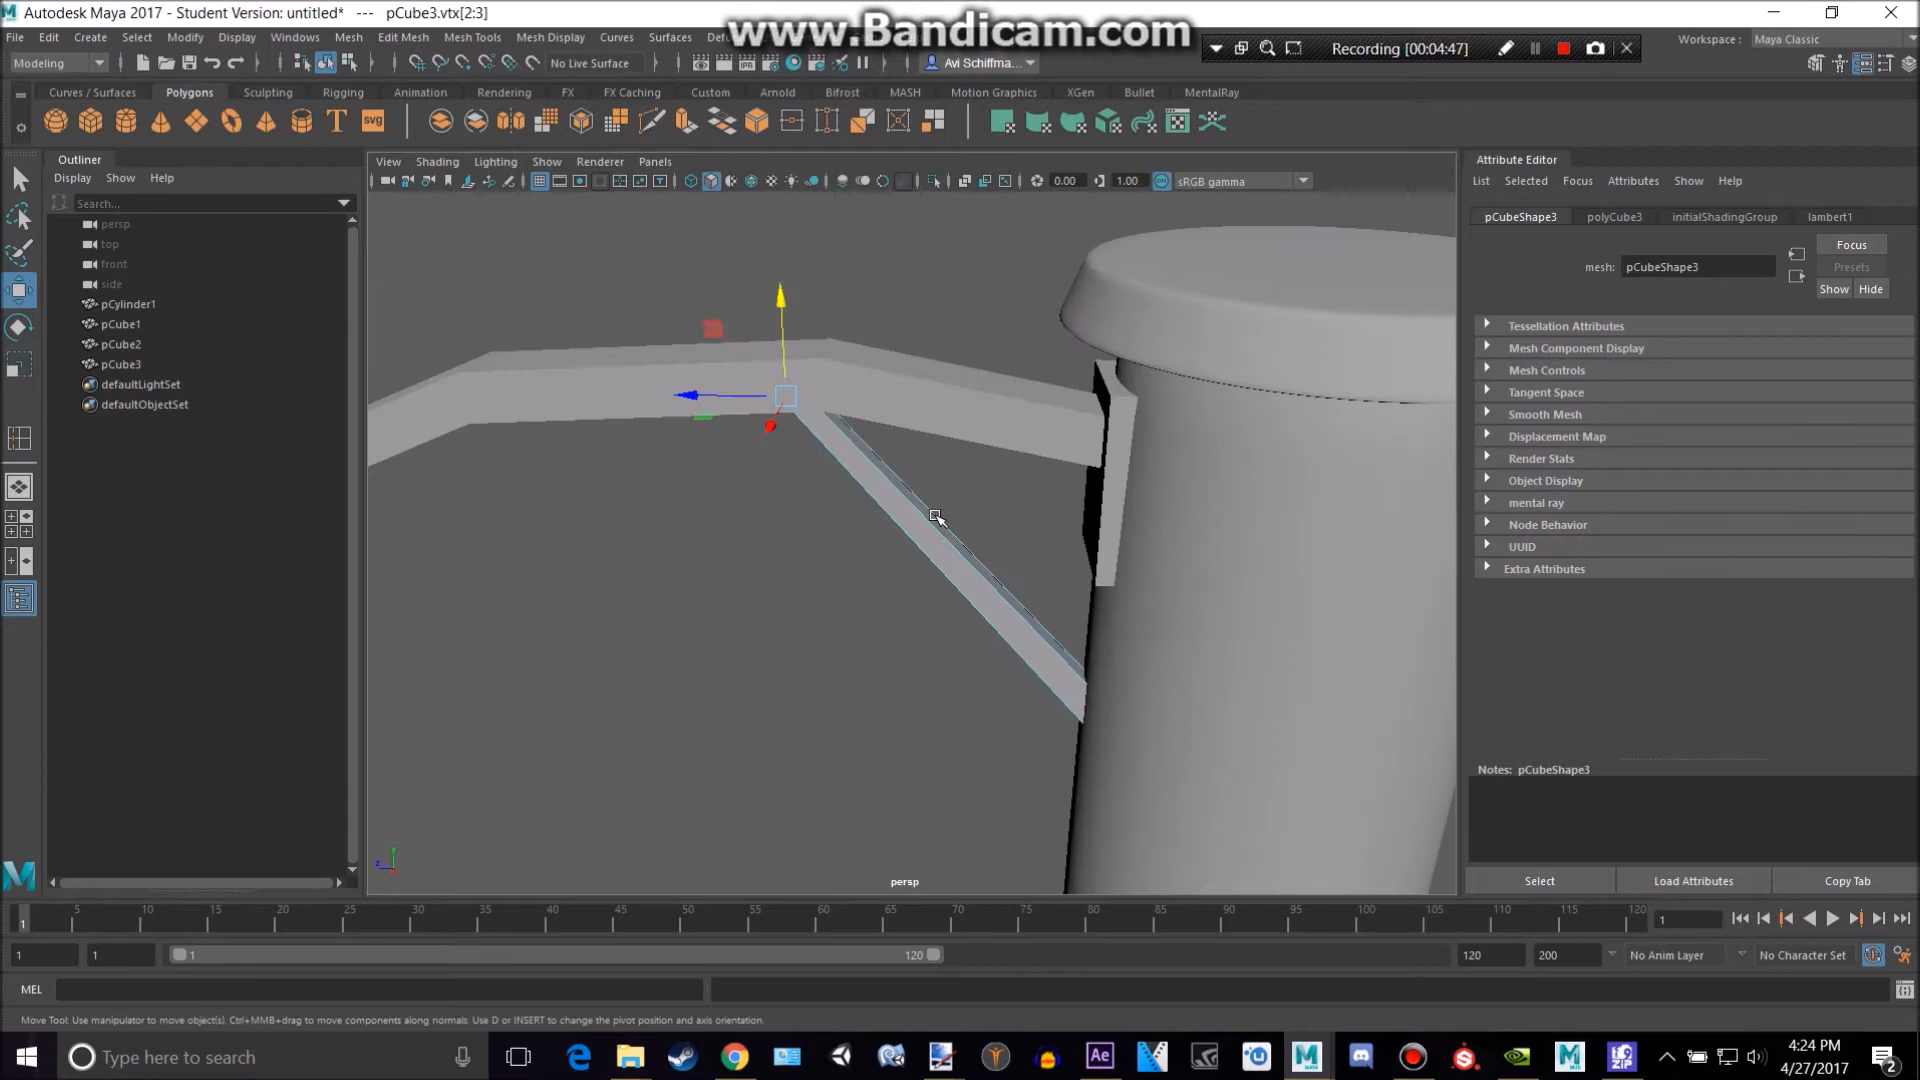 Autodesk Maya 2017 - Student Version: untitled* --- pCube3.vtx[2:3]
www.Bandicam.com
Recording [00:04:47]
File Edit Create Select Modify Display Windows Mesh Edit Mesh Mesh Tools Mesh Display Curves Surfaces
Workspace : Maya Classic
Modeling No Live Surface Avi Schiffma...
Curves / Surfaces Polygons Sculpting Rigging Animation Rendering FX FX Caching Custom Arnold Bifrost MASH Motion Graphics XGen Bullet MentalRay
T svg
Outliner
Display Show Help
Search...
persp
top
front
side
pCylinder1
pCube1
pCube2
pCube3
defaultLightSet
defaultObjectSet
View Shading Lighting Show Renderer Panels
0.00 1.00 sRGB gamma
persp
Attribute Editor
List Selected Focus Attributes Show Help
pCubeShape3 polyCube3 initialShadingGroup lambert1
Focus
mesh: pCubeShape3
Presets
Show Hide
Tessellation Attributes
Mesh Component Display
Mesh Controls
Tangent Space
Smooth Mesh
Displacement Map
Render Stats
Object Display
mental ray
Node Behavior
UUID
Extra Attributes
Notes: pCubeShape3
Select Load Attributes Copy Tab
5 10 15 20 25 30 35 40 45 50 55 60 65 70 75 80 85 90 95 100 105 110 115 120
1 1
1 1 1 120 120 200 No Anim Layer No Character Set
MEL
Move Tool: Use manipulator to move object(s). Ctrl+MMB+drag to move components along normals. Use D or INSERT to change the pivot position and axis orientation.
Type here to search
4:24 PM
4/27/2017
2